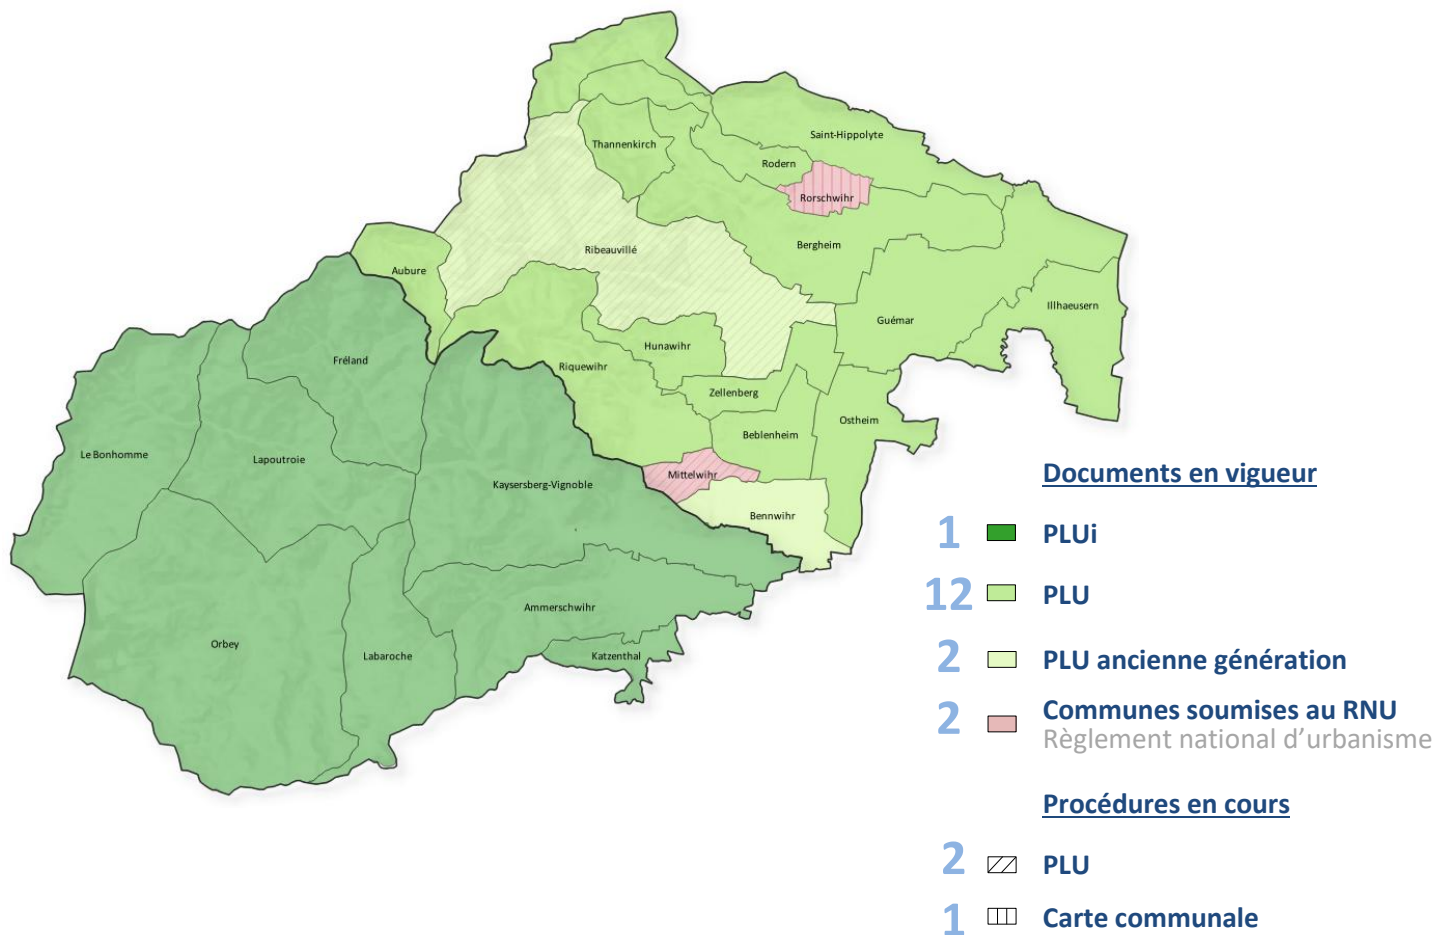 Saint-Hippolyte
Thannenkirch
Rodern
Rorschwihr
Bergheim
Ribeauvillé
Aubure
Illhaeusern
Guémar
Hunawihr
Fréland
Riquewihr
Zellenberg
Ostheim
Beblenheim
Le Bonhomme
Lapoutroie
Mittelwihr
Kaysersberg-Vignoble
Bennwihr
Ammerschwihr
Orbey
Labaroche
Katzenthal
Documents en vigueur
1 PLUi
12 PLU
2 PLU ancienne génération
2 Communes soumises au RNU
Règlement national d’urbanisme
Procédures en cours
2 PLU
1 Carte communale